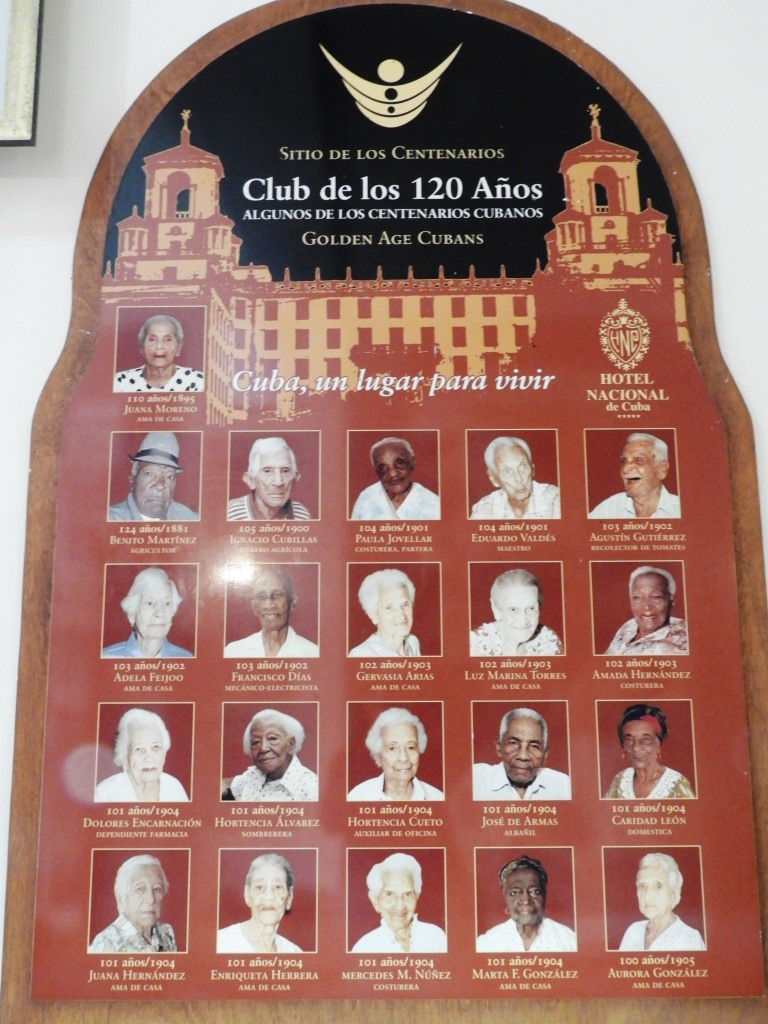 SITIO DE LOS CENTENARIOS
Club de los 120 Años
ALGUNOS DE LOS CENTENARIOS CUBANOS
GOLDEN AGE CUBANS
HNC
HOTEL
NACIONAL
de Cuba
★★★★★
Cuba, un lugar para vivir
110 años/1895
JUANA MORENO
AMA DE CASA
124 años/1881
BENITO MARTÍNEZ
AGRICULTOR
105 años/1900
IGNACIO CUBILLAS
OBRERO AGRÍCOLA
104 años/1901
PAULA JOVELLAR
COSTURERA, PARTERA
104 años/1901
EDUARDO VALDÉS
MAESTRO
103 años/1902
AGUSTÍN GUTIÉRREZ
RECOLECTOR DE TOMATES
103 años/1902
ADELA FEIJOO
AMA DE CASA
103 años/1902
FRANCISCO DÍAS
MECÁNICO-ELECTRICISTA
102 años/1903
GERVASIA ARIAS
AMA DE CASA
102 años/1903
LUZ MARINA TORRES
AMA DE CASA
102 años/1903
AMADA HERNÁNDEZ
COSTURERA
101 años/1904
DOLORES ENCARNACIÓN
DEPENDIENTE FARMACIA
101 años/1904
HORTENCIA ÁLVAREZ
SOMBRERERA
101 años/1904
HORTENCIA CUETO
AUXILIAR DE OFICINA
101 años/1904
JOSÉ DE ARMAS
ALBAÑIL
101 años/1904
CARIDAD LEÓN
DOMESTICA
101 años/1904
JUANA HERNÁNDEZ
AMA DE CASA
101 años/1904
ENRIQUETA HERRERA
AMA DE CASA
101 años/1904
MERCEDES M. NÚÑEZ
COSTURERA
101 años/1904
MARTA F. GONZÁLEZ
AMA DE CASA
100 años/1905
AURORA GONZÁLEZ
AMA DE CASA